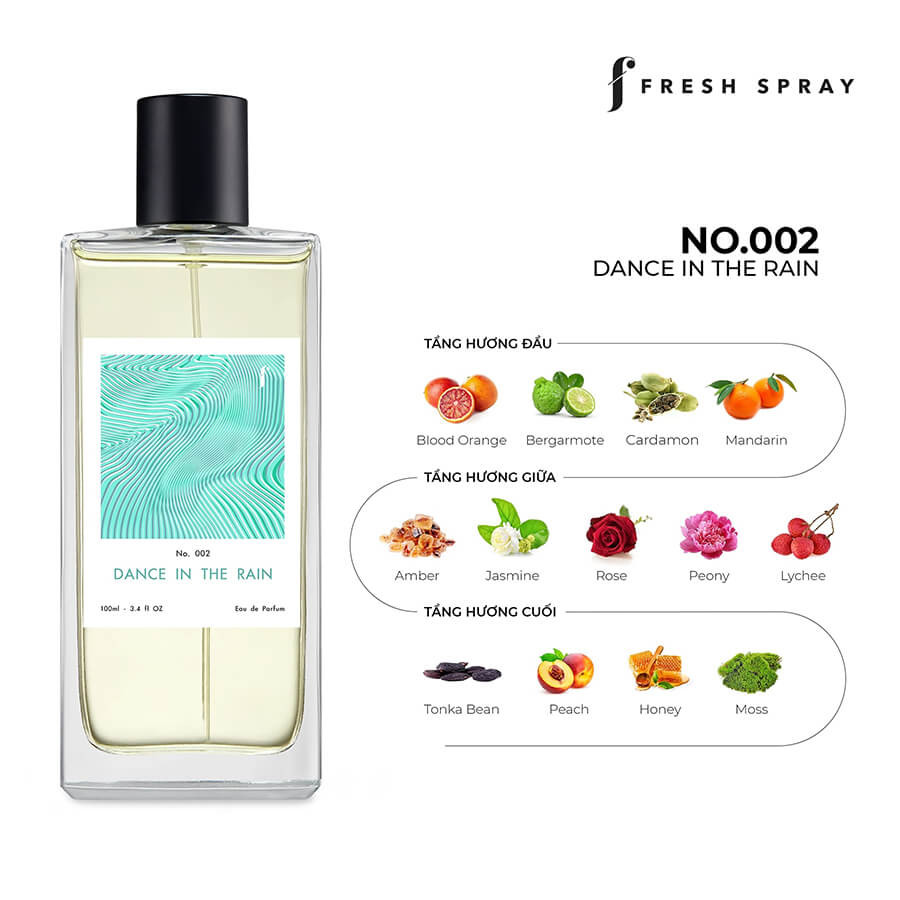 FRESH SPRAY
NO.002
DANCE IN THE RAIN
TẦNG HƯƠNG ĐẦU
Blood Orange Bergarmote Cardamon Mandarin
TẦNG HƯƠNG GIỮA
Amber Jasmine Rose Peony Lychee
TẦNG HƯƠNG CUỐI
Tonka Bean Peach Honey Moss
No. 002
DANCE IN THE RAIN
100ml - 3.4 fl OZ Eau de Parfum